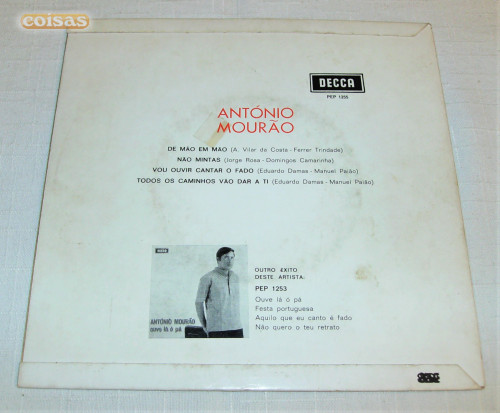 coisas
DECCA
PEP 1255
ANTÓNIO
MOURÃO
DE MÃO EM MÃO (A. Vilar da Costa - Ferrer Trindade)
NÃO MINTAS (Jorge Rosa - Domingos Camarinha)
VOU OUVIR CANTAR O FADO (Eduardo Damas - Manuel Paião)
TODOS OS CAMINHOS VÃO DAR A TI (Eduardo Damas - Manuel Paião)
DECCA
ANTÓNIO MOURÃO
ouve lá ó pá
OUTRO ÊXITO
DESTE ARTISTA:
PEP 1253
Ouve lá ó pá
Festa portuguesa
Aquilo que eu canto é fado
Não quero o teu retrato